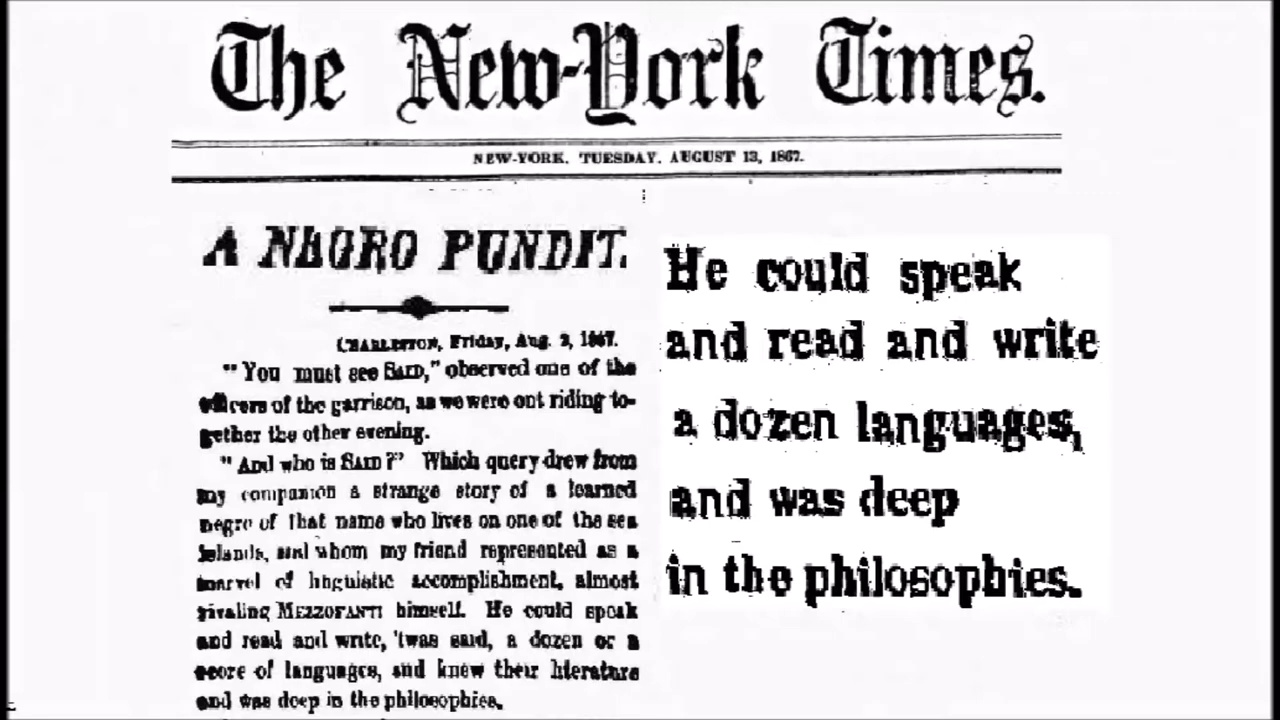 The New-York Times.
NEW-YORK, TUESDAY, AUGUST 13, 1867.
A NEGRO PUNDIT.
CHARLESTON, Friday, Aug. 2, 1867.
"You must see SAID," observed one of the
officers of the garrison, as we were out riding to-
gether the other evening.
"And who is SAID?" Which query drew from
my companion a strange story of a learned
negro of that name who lives on one of the sea
islands, and whom my friend represented as a
marvel of linguistic accomplishment, almost
rivaling MEZZOFANTI himself. He could speak
and read and write, 'twas said, a dozen or a
score of languages, and knew their literature
and was deep in the philosophies.
He could speak
and read and write
a dozen languages,
and was deep
in the philosophies.